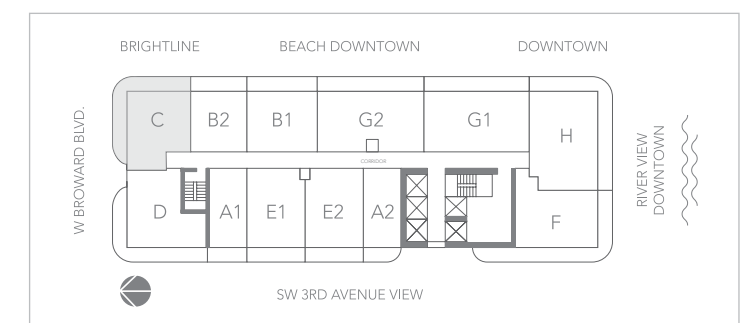 BRIGHTLINE BEACH DOWNTOWN DOWNTOWN
W BROWARD BLVD.
C B2 B1 G2 G1 H
CORRIDOR
RIVER VIEW
DOWNTOWN
D A1 E1 E2 A2 F
SW 3RD AVENUE VIEW